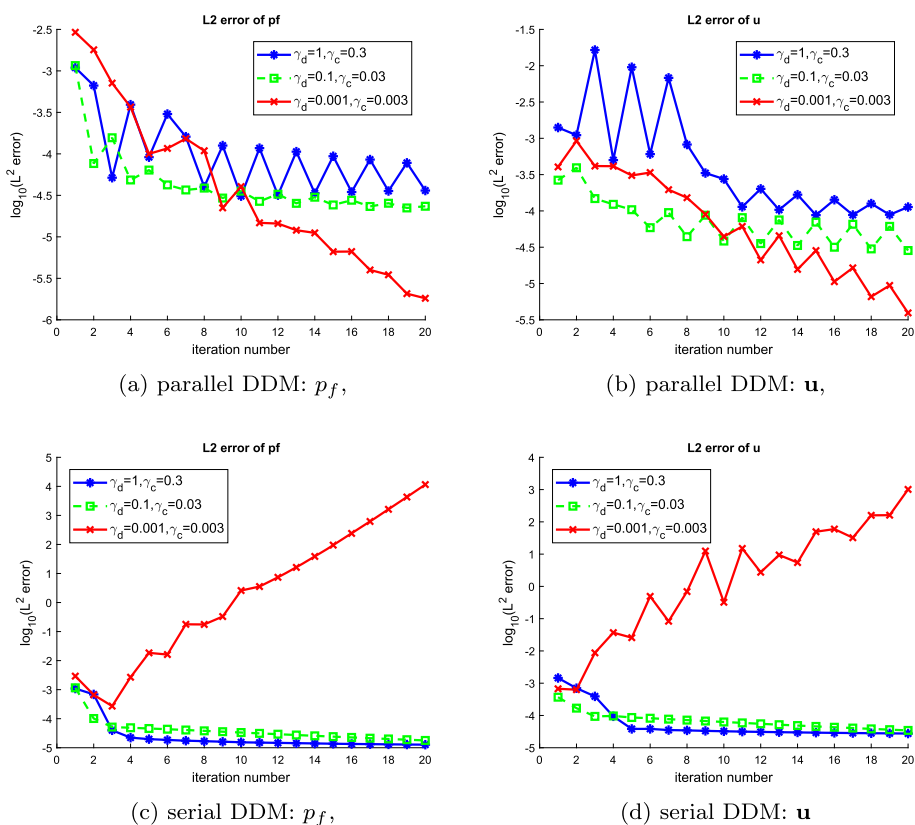 L2 error of pf
-2.5
-3
-3.5
-4
-4.5
-5
-5.5
-6
log₁₀(L² error)
γd=1,γc=0.3
γd=0.1,γc=0.03
γd=0.001,γc=0.003
0 2 4 6 8 10 12 14 16 18 20
iteration number
(a) parallel DDM: pf,
L2 error of u
-1.5
-2
-2.5
-3
-3.5
-4
-4.5
-5
-5.5
log₁₀(L² error)
γd=1,γc=0.3
γd=0.1,γc=0.03
γd=0.001,γc=0.003
0 2 4 6 8 10 12 14 16 18 20
iteration number
(b) parallel DDM: u,
L2 error of pf
5
4
3
2
1
0
-1
-2
-3
-4
-5
log₁₀(L² error)
γd=1,γc=0.3
γd=0.1,γc=0.03
γd=0.001,γc=0.003
0 2 4 6 8 10 12 14 16 18 20
iteration number
(c) serial DDM: pf,
L2 error of u
4
3
2
1
0
-1
-2
-3
-4
-5
log₁₀(L² error)
γd=1,γc=0.3
γd=0.1,γc=0.03
γd=0.001,γc=0.003
0 2 4 6 8 10 12 14 16 18 20
iteration number
(d) serial DDM: u